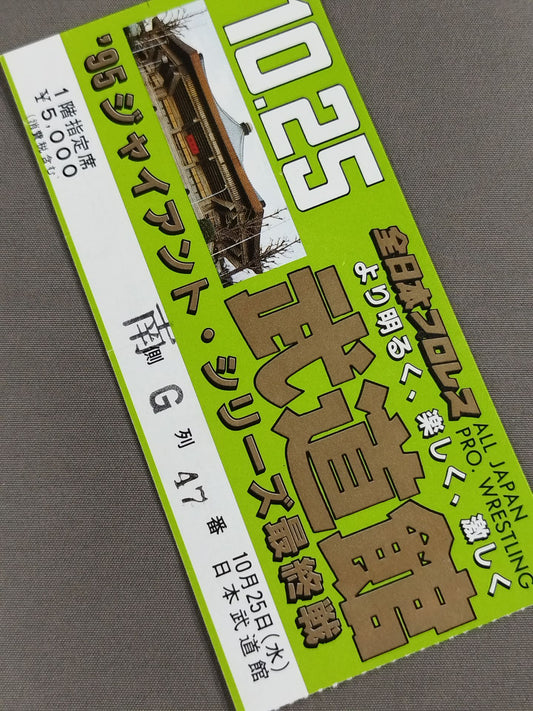 10.25
全日本プロレス
ALL JAPAN
PRO. WRESTLING
より明るく、楽しく、激しく
武道館
'95ジャイアント・シリーズ最終戦
1階指定席
¥5,000
(消費税含む)
南側 G列 47番
10月25日(水)
日本武道館